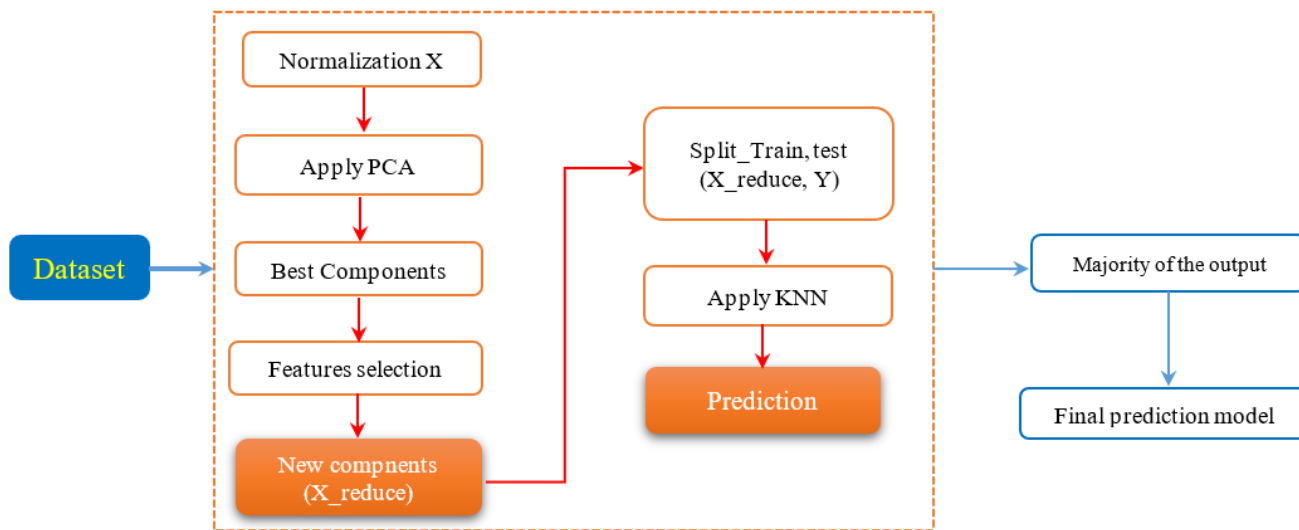 Dataset
Normalization X
Apply PCA
Best Components
Features selection
New compnents
(X_reduce)
Split_Train, test
(X_reduce, Y)
Apply KNN
Prediction
Majority of the output
Final prediction model